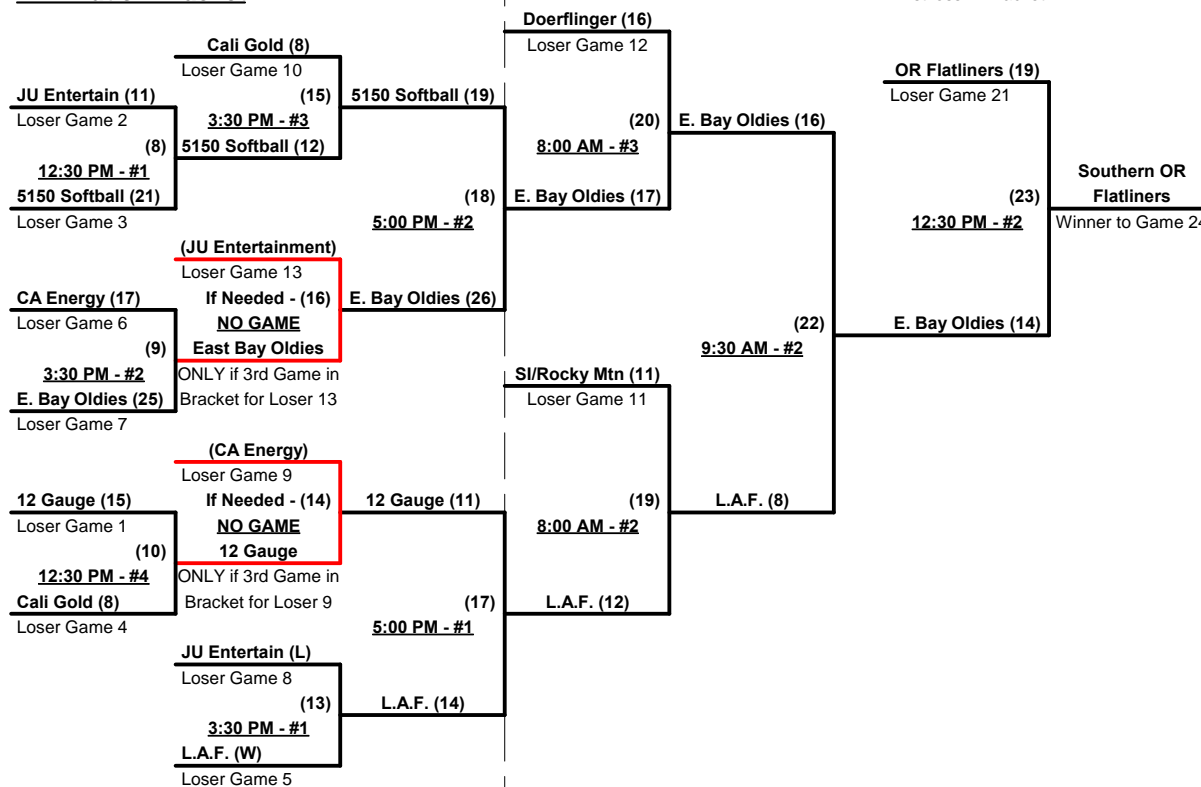 Doerflinger (16)
Loser Game 12
Cali Gold (8)
Loser Game 10
OR Flatliners (19)
Loser Game 21
JU Entertain (11)
Loser Game 2
(15)
3:30 PM - #3
5150 Softball (19)
(20)
8:00 AM - #3
E. Bay Oldies (16)
(8)
12:30 PM - #1
5150 Softball (12)
5150 Softball (21)
Loser Game 3
(18)
5:00 PM - #2
E. Bay Oldies (17)
(23)
12:30 PM - #2
Southern OR
Flatliners
Winner to Game 24
(JU Entertainment)
Loser Game 13
CA Energy (17)
Loser Game 6
If Needed - (16)
NO GAME
East Bay Oldies
E. Bay Oldies (26)
(9)
3:30 PM - #2
(22)
9:30 AM - #2
E. Bay Oldies (14)
ONLY if 3rd Game in
Bracket for Loser 13
E. Bay Oldies (25)
Loser Game 7
SI/Rocky Mtn (11)
Loser Game 11
(CA Energy)
Loser Game 9
12 Gauge (15)
Loser Game 1
If Needed - (14)
NO GAME
12 Gauge
12 Gauge (11)
(19)
8:00 AM - #2
L.A.F. (8)
(10)
12:30 PM - #4
ONLY if 3rd Game in
Bracket for Loser 9
Cali Gold (8)
Loser Game 4
(17)
5:00 PM - #1
L.A.F. (12)
JU Entertain (L)
Loser Game 8
(13)
3:30 PM - #1
L.A.F. (14)
L.A.F. (W)
Loser Game 5